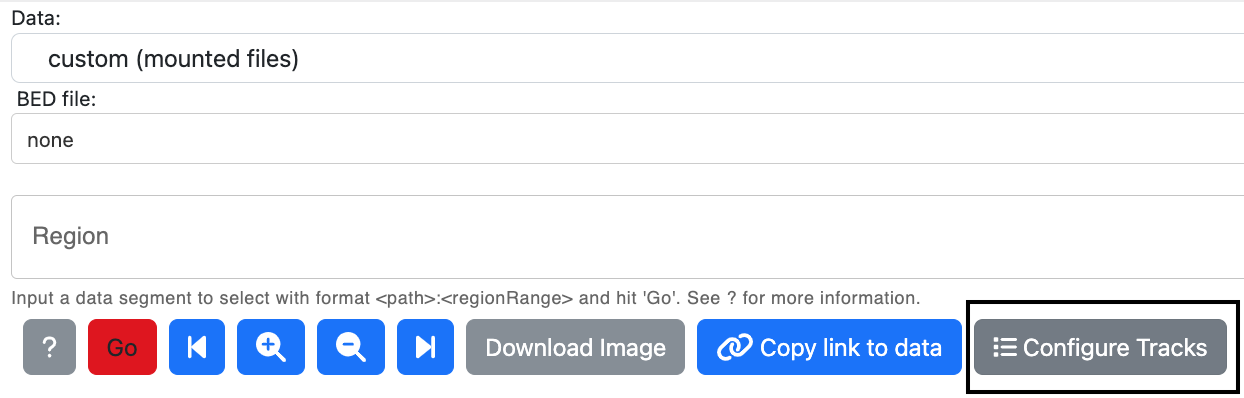 Data:
custom (mounted files)
BED file:
none
Region
Input a data segment to select with format <path>:<regionRange> and hit 'Go'. See ? for more information.
? Go Download Image Copy link to data Configure Tracks